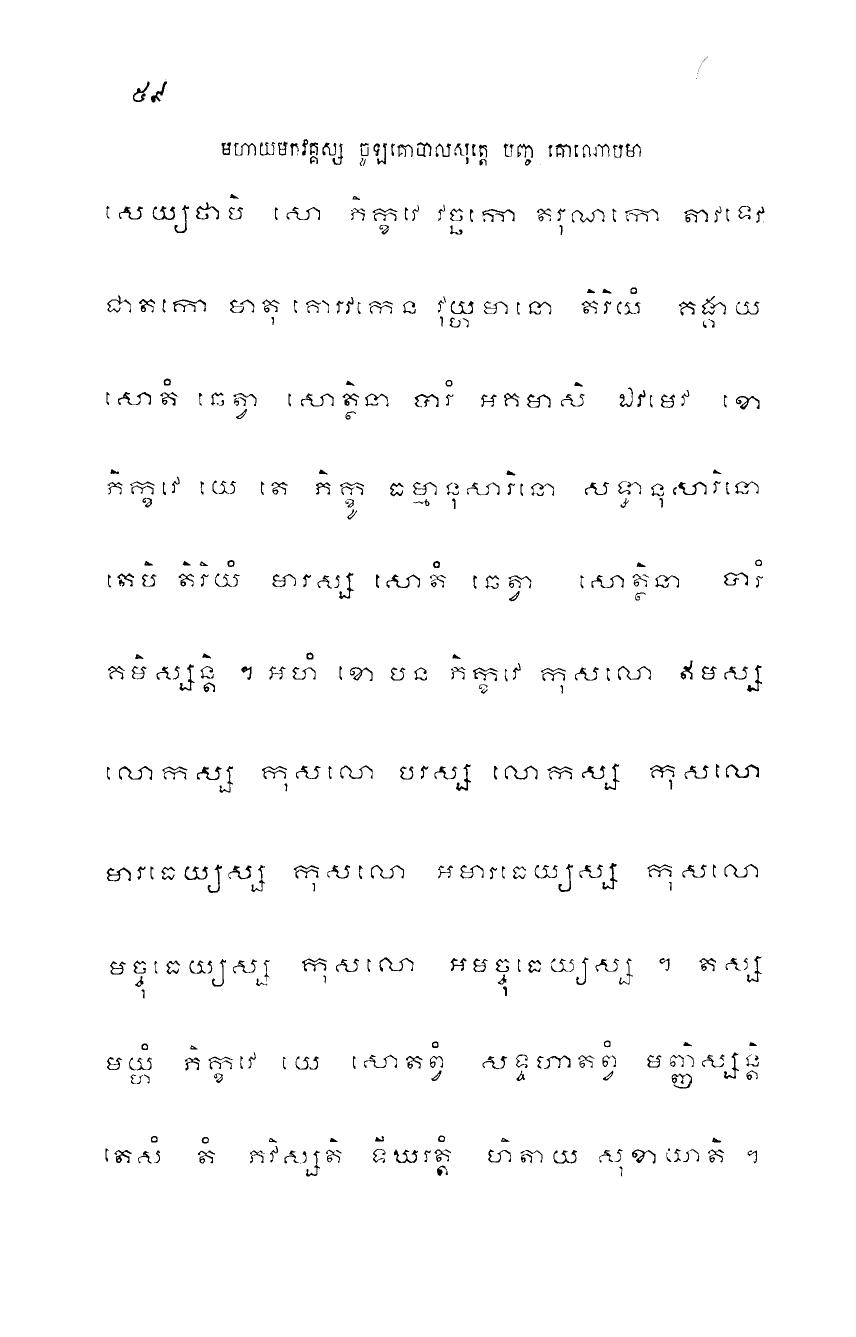 ៥៩
មហាយមកវគ្គស្ស ចូឡគោបាលសុត្តេ បញ្ច គោណោបមា
សេយ្យថាបិ សោ ភិក្ខវេ វច្ឆកោ តរុណកោ តាវទេវ
ជាតកោ មាតុ គោរវកេន វុយ្ហមានោ តិរិយំ គង្គាយ
សោតំ ឆេត្វា សោត្ថិនា បារំ អគមាសិ ឯវមេវ ខោ
ភិក្ខវេ យេ តេ ភិក្ខូ ធម្មានុសារិនោ សទ្ធានុសារិនោ
តេបិ តិរិយំ មារស្ស សោតំ ឆេត្វា សោត្ថិនា បារំ
គមិស្សន្តិ ។ អហំ ខោ បន ភិក្ខវេ កុសលោ ឥមស្ស
លោកស្ស កុសលោ បរស្ស លោកស្ស កុសលោ
មារធេយ្យស្ស កុសលោ អមារធេយ្យស្ស កុសលោ
មច្ចុធេយ្យស្ស កុសលោ អមច្ចុធេយ្យស្ស ។ តស្ស
មយ្ហំ ភិក្ខវេ យេ សោតព្វំ សទ្ទហាតព្វំ មញ្ញិស្សន្តិ
តេសំ តំ ភវិស្សតិ ទីឃរត្តំ ហិតាយ សុខាយាតិ ។